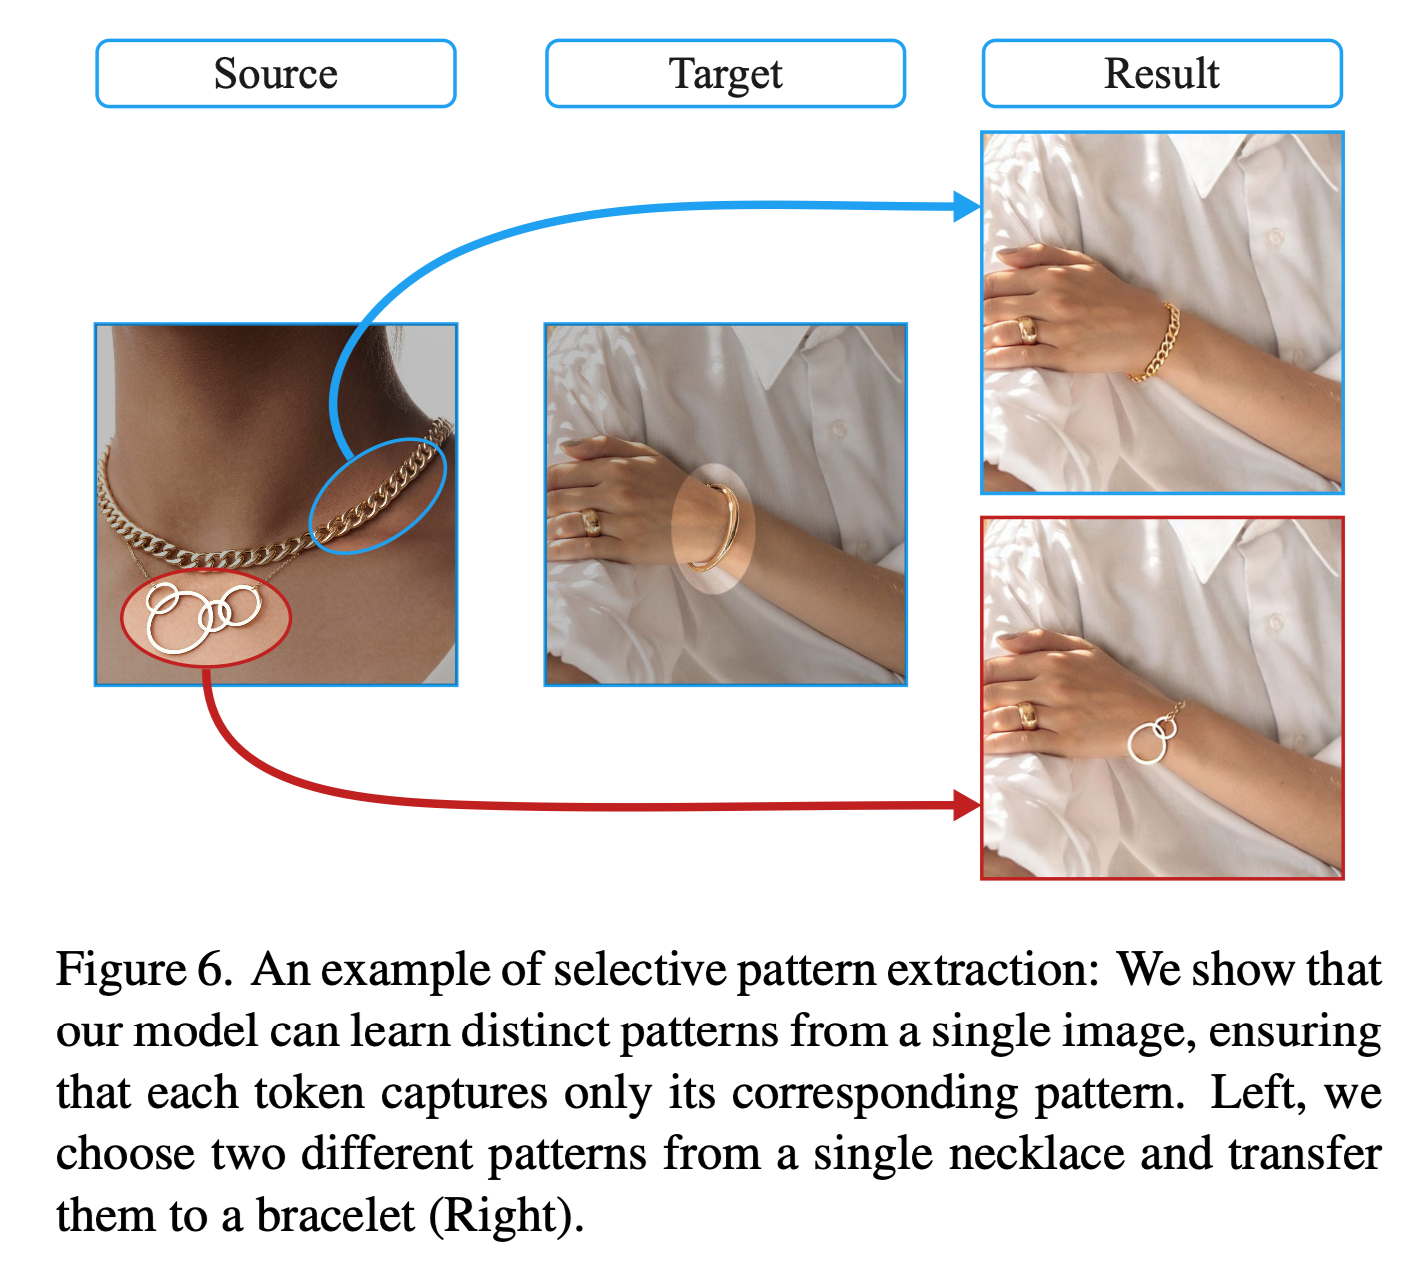 Source
Target
Result
Figure 6. An example of selective pattern extraction: We show that
our model can learn distinct patterns from a single image, ensuring
that each token captures only its corresponding pattern. Left, we
choose two different patterns from a single necklace and transfer
them to a bracelet (Right).